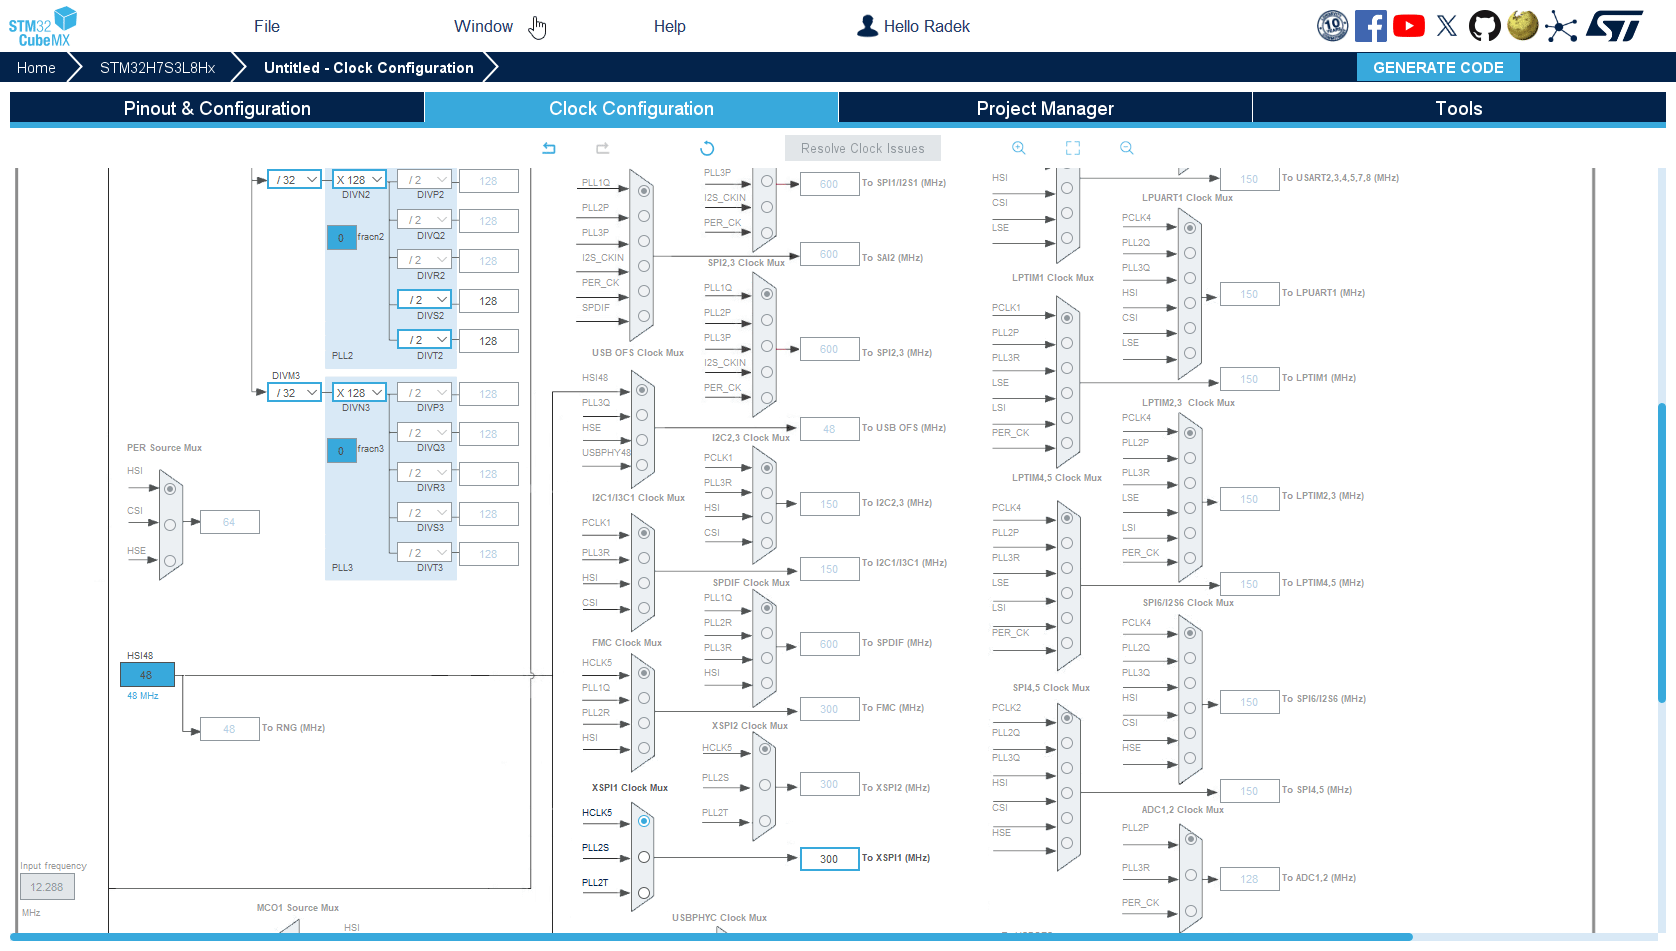 STM32
CubeMX
File
Window
Help
Hello Radek
10
Home
STM32H7S3L8Hx
Untitled - Clock Configuration
GENERATE CODE
Pinout & Configuration
Clock Configuration
Project Manager
Tools
Resolve Clock Issues
/ 32
X 128
DIVN2
/ 2
DIVP2
128
0
fracn2
/ 2
DIVQ2
128
/ 2
DIVR2
128
/ 2
DIVS2
128
/ 2
DIVT2
128
PLL2
DIVM3
/ 32
X 128
DIVN3
/ 2
DIVP3
128
0
fracn3
/ 2
DIVQ3
128
/ 2
DIVR3
128
/ 2
DIVS3
128
/ 2
DIVT3
128
PLL3
PER Source Mux
HSI
CSI
HSE
64
HSI48
48
48 MHz
48
To RNG (MHz)
Input frequency
12.288
MHz
MCO1 Source Mux
HSI
PLL1Q
PLL2P
PLL3P
I2S_CKIN
PER_CK
SPDIF
600
To SAI2 (MHz)
USB OFS Clock Mux
HSI48
PLL3Q
HSE
USBPHY48
48
To USB OFS (MHz)
I2C1/I3C1 Clock Mux
PCLK1
PLL3R
HSI
CSI
150
To I2C1/I3C1 (MHz)
FMC Clock Mux
HCLK5
PLL1Q
PLL2R
HSI
300
To FMC (MHz)
XSPI1 Clock Mux
HCLK5
PLL2S
PLL2T
300
To XSPI1 (MHz)
PLL3P
I2S_CKIN
PER_CK
600
To SPI1/I2S1 (MHz)
SPI2,3 Clock Mux
PLL1Q
PLL2P
PLL3P
I2S_CKIN
PER_CK
600
To SPI2,3 (MHz)
I2C2,3 Clock Mux
PCLK1
PLL3R
HSI
CSI
150
To I2C2,3 (MHz)
SPDIF Clock Mux
PLL1Q
PLL2R
PLL3R
HSI
600
To SPDIF (MHz)
XSPI2 Clock Mux
HCLK5
PLL2S
PLL2T
300
To XSPI2 (MHz)
USBPHYC Clock Mux
HSI
CSI
LSE
150
To USART2,3,4,5,7,8 (MHz)
LPTIM1 Clock Mux
PCLK1
PLL2P
PLL3R
LSE
LSI
PER_CK
150
To LPTIM1 (MHz)
LPTIM4,5 Clock Mux
PCLK4
PLL2P
PLL3R
LSE
LSI
PER_CK
150
To LPTIM4,5 (MHz)
SPI4,5 Clock Mux
PCLK2
PLL2Q
PLL3Q
HSI
CSI
HSE
150
To SPI4,5 (MHz)
LPUART1 Clock Mux
PCLK4
PLL2Q
PLL3Q
HSI
CSI
LSE
150
To LPUART1 (MHz)
LPTIM2,3 Clock Mux
PCLK4
PLL2P
PLL3R
LSE
LSI
PER_CK
150
To LPTIM2,3 (MHz)
SPI6/I2S6 Clock Mux
PCLK4
PLL2Q
PLL3Q
HSI
CSI
HSE
150
To SPI6/I2S6 (MHz)
ADC1,2 Clock Mux
PLL2P
PLL3R
PER_CK
128
To ADC1,2 (MHz)